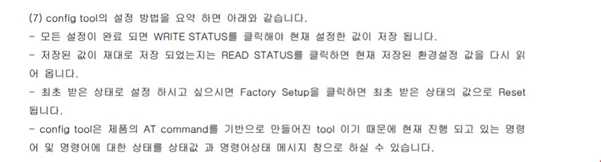 (7) config tool의 설정 방법을 요약 하면 아래와 같습니다.
- 모든 설정이 완료 되면 WRITE STATUS를 클릭해야 현재 설정한 값이 저장 됩니다.
- 저장된 값이 재대로 저장 되었는지는 READ STATUS를 클릭하면 현재 저장된 환경설정 값을 다시 읽
어 옵니다.
- 최초 받은 상태로 설정 하시고 싶으시면 Factory Setup을 클릭하면 최초 받은 상태의 값으로 Reset
됩니다.
- config tool은 제품의 AT command를 기반으로 만들어진 tool 이기 때문에 현재 진행 되고 있는 명령
어 및 명령어에 대한 상태를 상태값 과 명령어상태 메시지 창으로 하실 수 있습니다.